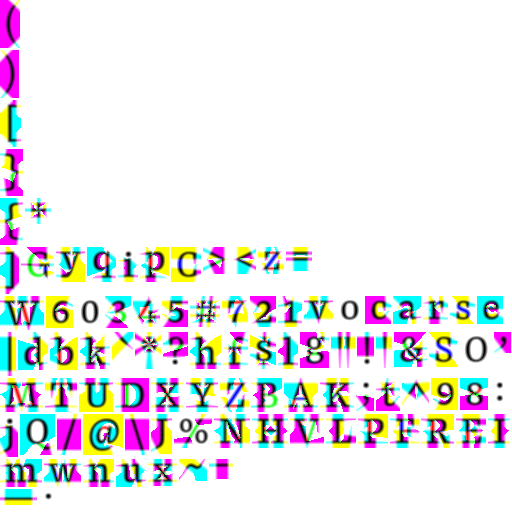 (
)
[
}
{ *
] G y q i p C > < z =
W 6 0 3 4 5 # 7 2 1 v o c a r s e
| d b k ` * ? h f $ l g " ! ' & S O ’
M T U D X Y Z B A K ; t ^ 9 8 :
j Q / @ \ J % N H V L P F R E I
m w n u x ~ -
_ .